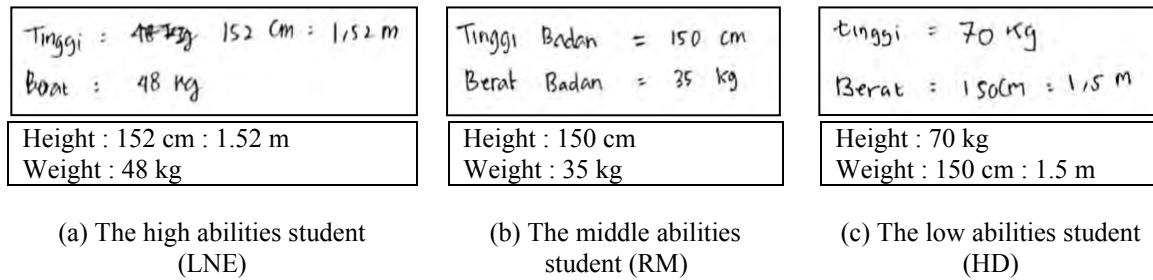 Tinggi : 152 cm : 1,52 m
Berat : 48 kg
Height : 152 cm : 1.52 m
Weight : 48 kg
(a) The high abilities student
(LNE)
Tinggi Badan = 150 cm
Berat Badan = 35 kg
Height : 150 cm
Weight : 35 kg
(b) The middle abilities
student (RM)
tinggi = 70 kg
Berat = 150cm : 1,5 m
Height : 70 kg
Weight : 150 cm : 1.5 m
(c) The low abilities student
(HD)